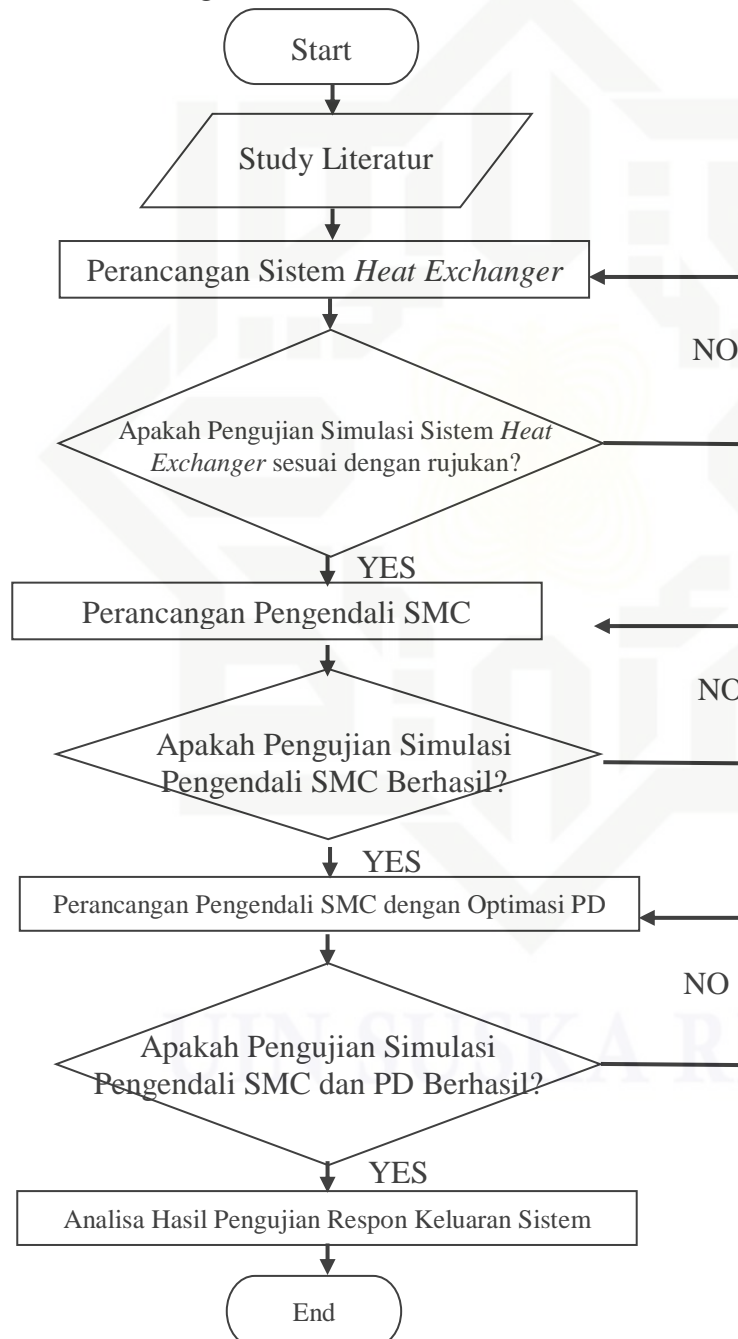 Start
Study Literatur
Perancangan Sistem Heat Exchanger
NO
Apakah Pengujian Simulasi Sistem Heat
Exchanger sesuai dengan rujukan?
YES
Perancangan Pengendali SMC
NO
Apakah Pengujian Simulasi
Pengendali SMC Berhasil?
YES
Perancangan Pengendali SMC dengan Optimasi PD
NO
Apakah Pengujian Simulasi
Pengendali SMC dan PD Berhasil?
UIN SUSKA R
YES
Analisa Hasil Pengujian Respon Keluaran Sistem
End